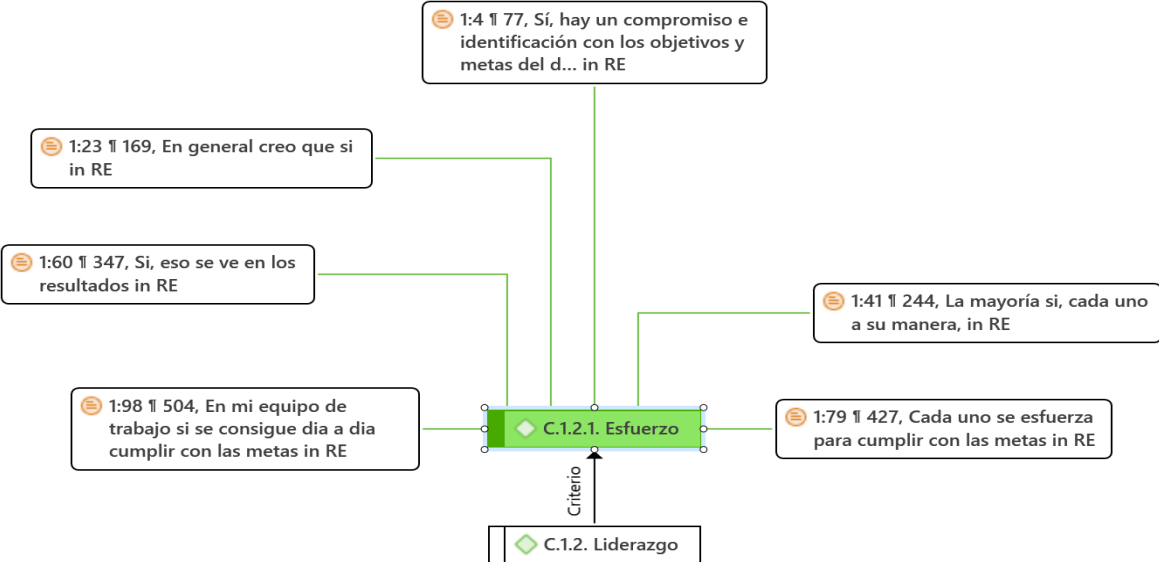 1:4 ¶ 77, Sí, hay un compromiso e
identificación con los objetivos y
metas del d... in RE
1:23 ¶ 169, En general creo que si
in RE
1:60 ¶ 347, Si, eso se ve en los
resultados in RE
1:41 ¶ 244, La mayoría si, cada uno
a su manera, in RE
1:98 ¶ 504, En mi equipo de
trabajo si se consigue dia a dia
cumplir con las metas in RE
C.1.2.1. Esfuerzo
1:79 ¶ 427, Cada uno se esfuerza
para cumplir con las metas in RE
Criterio
C.1.2. Liderazgo